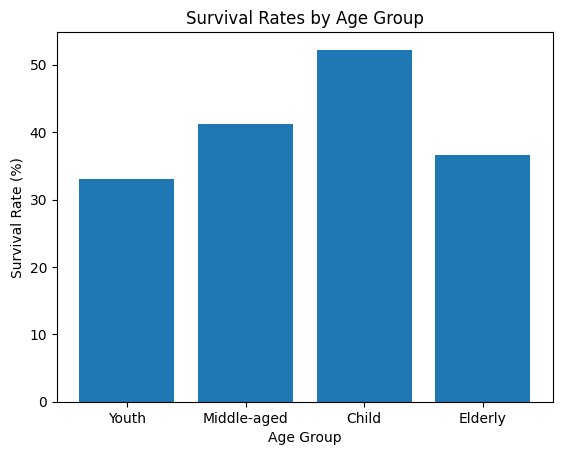 Survival Rates by Age Group
Survival Rate (%)
50
40
30
20
10
0
Youth Middle-aged Child Elderly
Age Group